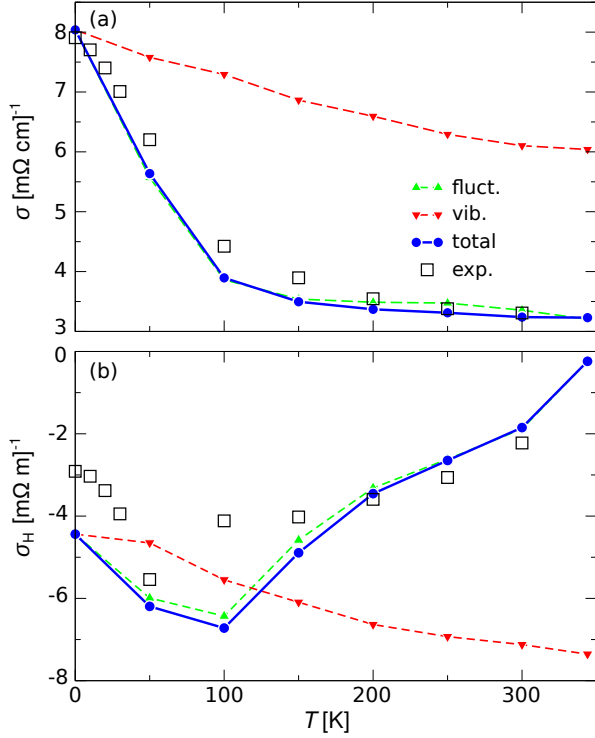 (a)
9
8
7
6
5
4
3
σ [mΩ cm]⁻¹
fluct.
vib.
total
exp.
(b)
0
-2
-4
-6
-8
σH [mΩ m]⁻¹
0
100
200
300
T [K]